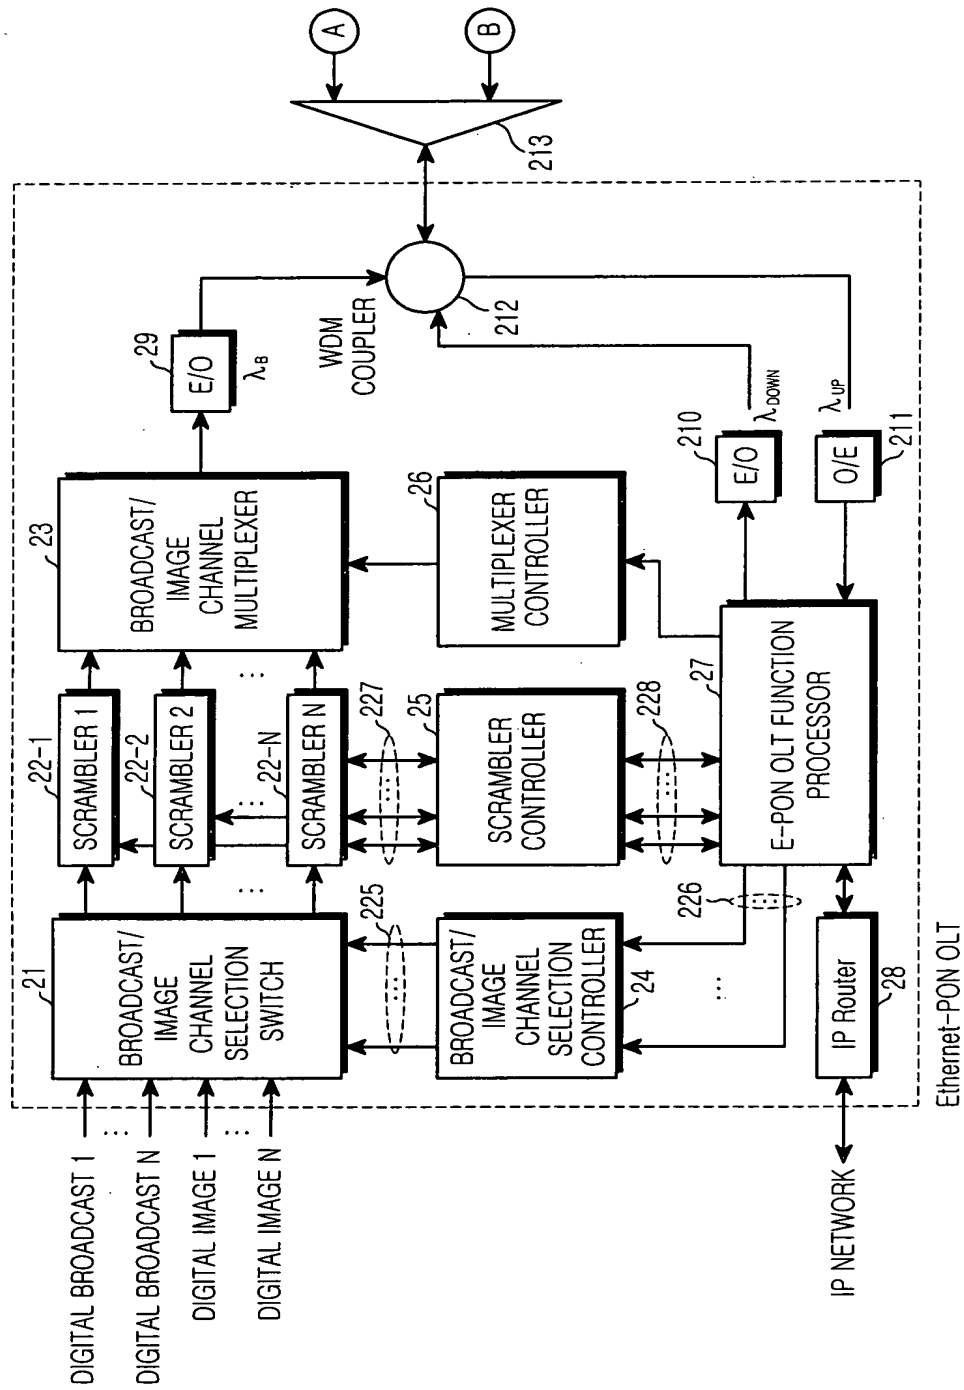 A
B
213
29
E/O
λB
WDM
COUPLER
212
23
BROADCAST/
IMAGE
CHANNEL
MULTIPLEXER
26
MULTIPLEXER
CONTROLLER
210
E/O
λDOWN
λUP
O/E
211
22-1
SCRAMBLER 1
22-2
SCRAMBLER 2
22-N
SCRAMBLER N
...
...
...
227
...
25
SCRAMBLER
CONTROLLER
228
...
27
E-PON OLT FUNCTION
PROCESSOR
21
BROADCAST/
IMAGE
CHANNEL
SELECTION
SWITCH
225
...
BROADCAST/
IMAGE
CHANNEL
SELECTION
CONTROLLER
24
226
...
...
IP Router
28
DIGITAL BROADCAST 1
...
DIGITAL BROADCAST N
DIGITAL IMAGE 1
...
DIGITAL IMAGE N
IP NETWORK
Ethernet-PON OLT